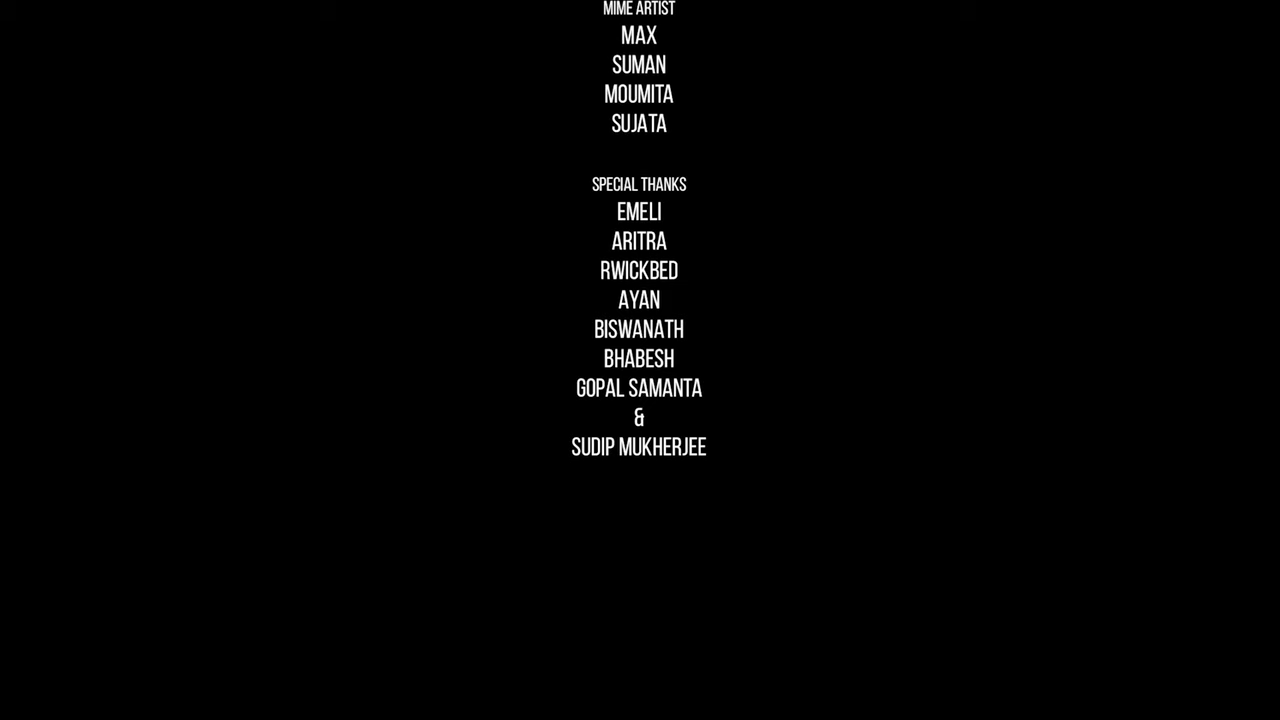 MIME ARTIST
MAX
SUMAN
MOUMITA
SUJATA
SPECIAL THANKS
EMELI
ARITRA
RWICKBED
AYAN
BISWANATH
BHABESH
GOPAL SAMANTA
&
SUDIP MUKHERJEE